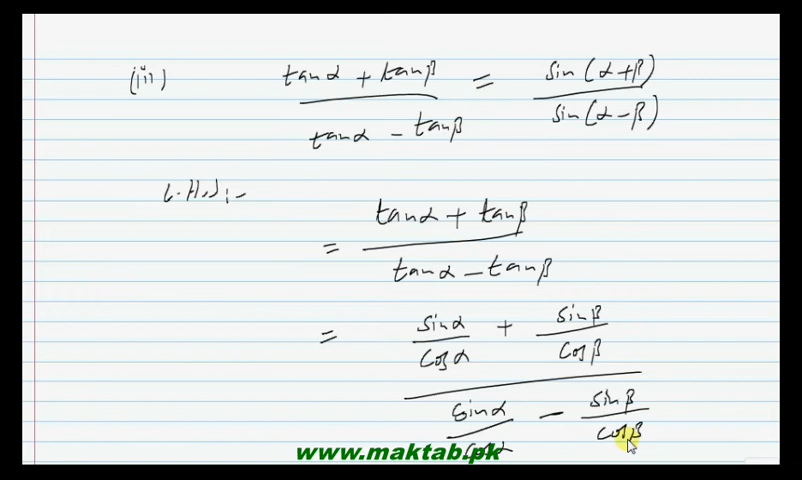 (iii) (tanα + tanβ)/(tanα - tanβ) = sin(α+β)/sin(α-β)
L.H.S:-
= (tanα + tanβ)/(tanα - tanβ)
= (sinα/cosα + sinβ/cosβ)/(sinα/cosα - sinβ/cosβ)
www.maktab.pk